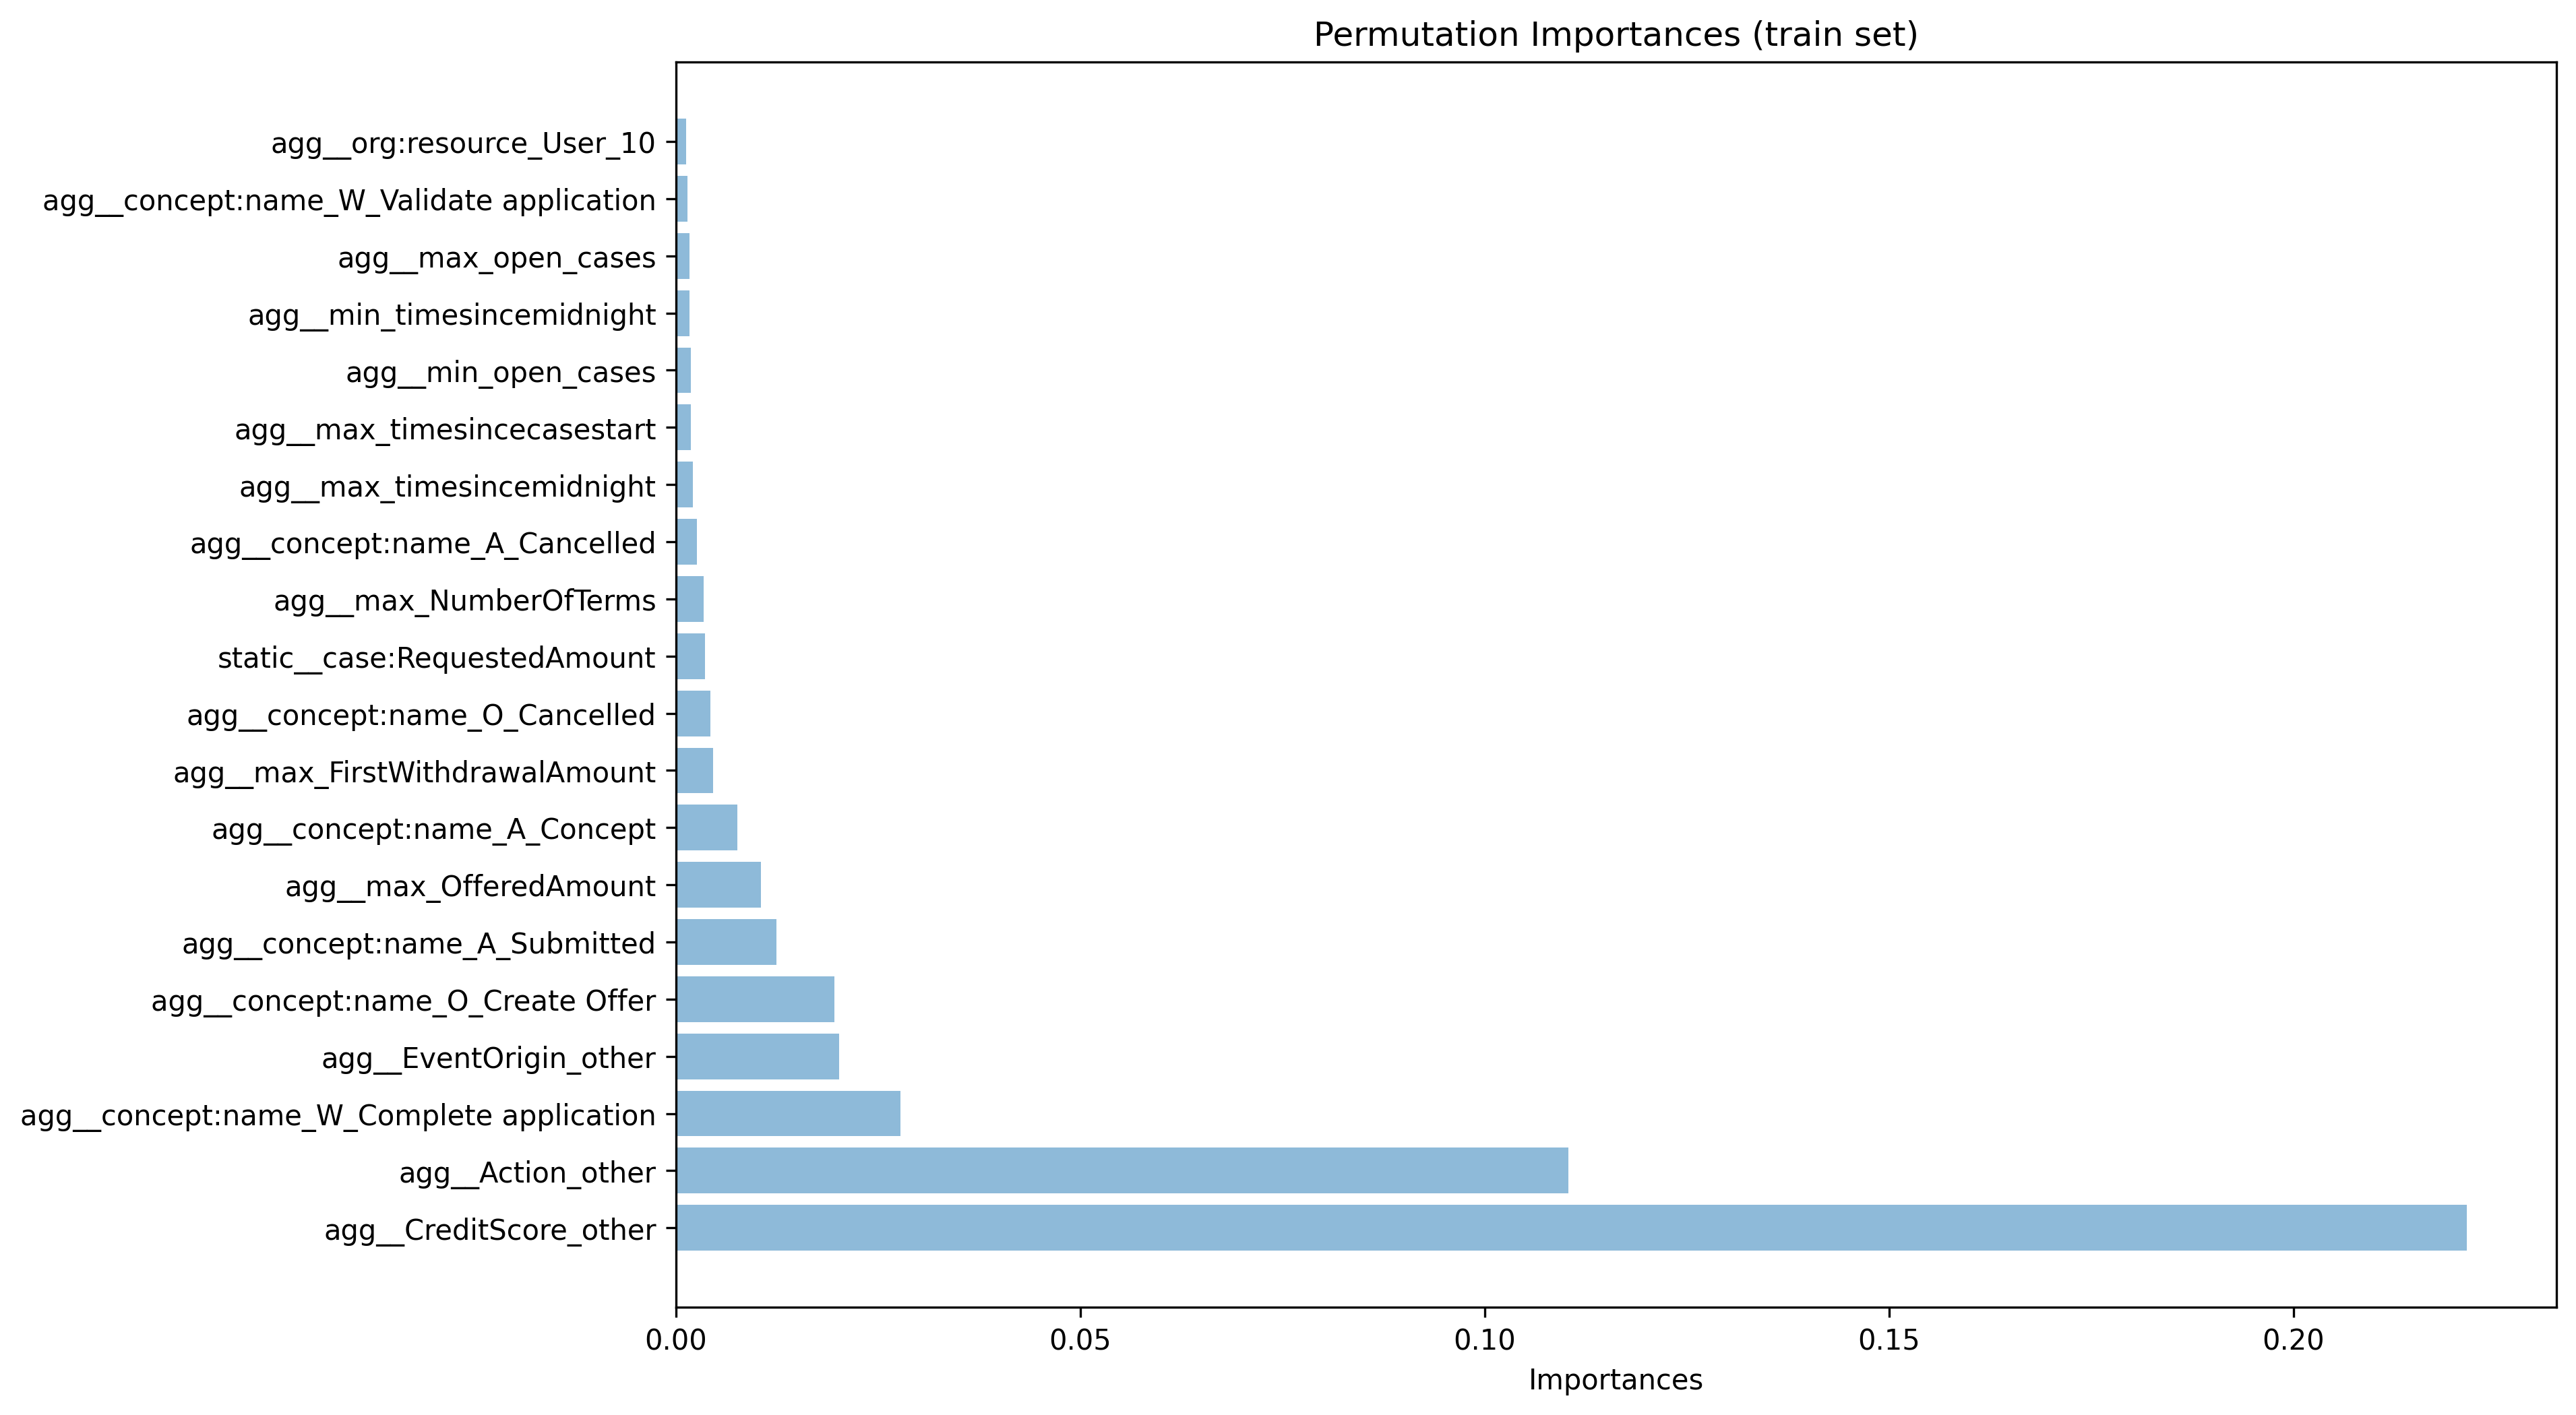 Permutation Importances (train set)
agg__org:resource_User_10
agg__concept:name_W_Validate application
agg__max_open_cases
agg__min_timesincemidnight
agg__min_open_cases
agg__max_timesincecasestart
agg__max_timesincemidnight
agg__concept:name_A_Cancelled
agg__max_NumberOfTerms
static__case:RequestedAmount
agg__concept:name_O_Cancelled
agg__max_FirstWithdrawalAmount
agg__concept:name_A_Concept
agg__max_OfferedAmount
agg__concept:name_A_Submitted
agg__concept:name_O_Create Offer
agg__EventOrigin_other
agg__concept:name_W_Complete application
agg__Action_other
agg__CreditScore_other
0.00 0.05 0.10 0.15 0.20
Importances